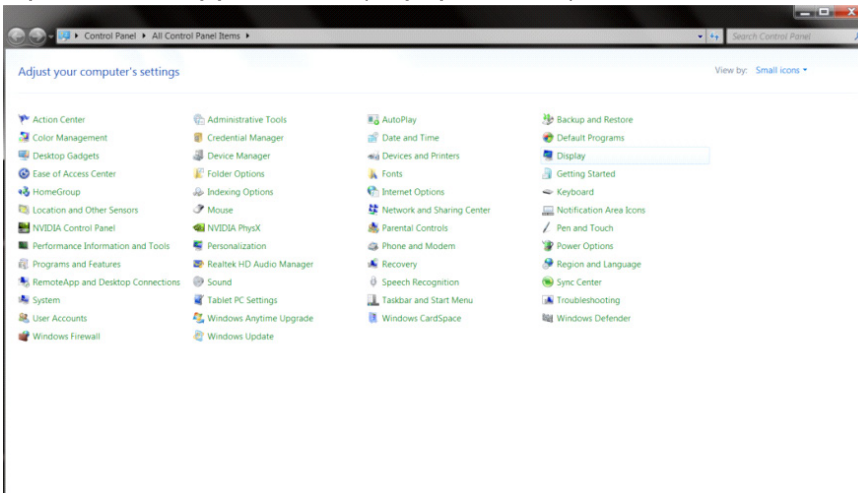 Control Panel ▸ All Control Panel Items ▸ Search Control Panel
Adjust your computer's settings View by: Small icons
Action Center Administrative Tools AutoPlay Backup and Restore
Color Management Credential Manager Date and Time Default Programs
Desktop Gadgets Device Manager Devices and Printers Display
Ease of Access Center Folder Options Fonts Getting Started
HomeGroup Indexing Options Internet Options Keyboard
Location and Other Sensors Mouse Network and Sharing Center Notification Area Icons
NVIDIA Control Panel NVIDIA PhysX Parental Controls Pen and Touch
Performance Information and Tools Personalization Phone and Modem Power Options
Programs and Features Realtek HD Audio Manager Recovery Region and Language
RemoteApp and Desktop Connections Sound Speech Recognition Sync Center
System Tablet PC Settings Taskbar and Start Menu Troubleshooting
User Accounts Windows Anytime Upgrade Windows CardSpace Windows Defender
Windows Firewall Windows Update